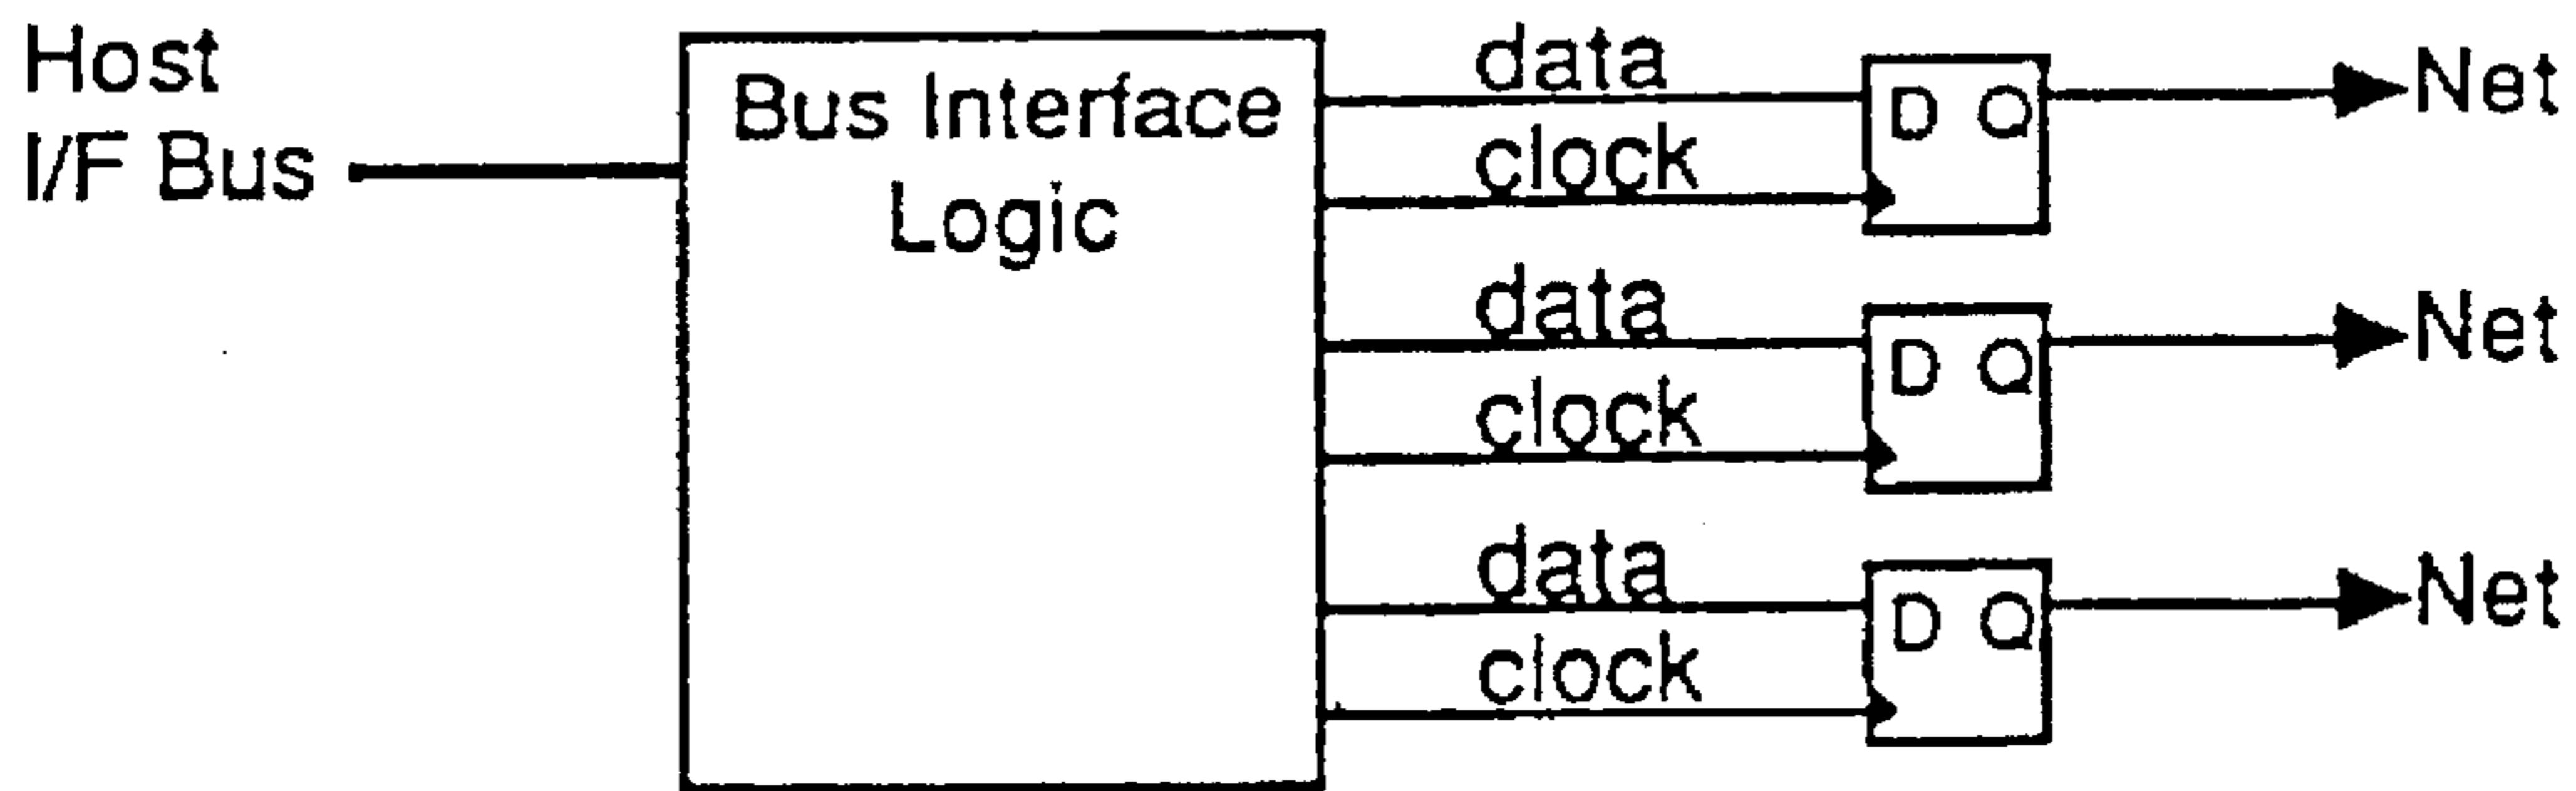 Host
I/F Bus
Bus Interface
Logic
data
clock
D Q
Net
data
clock
D Q
Net
data
clock
D Q
Net